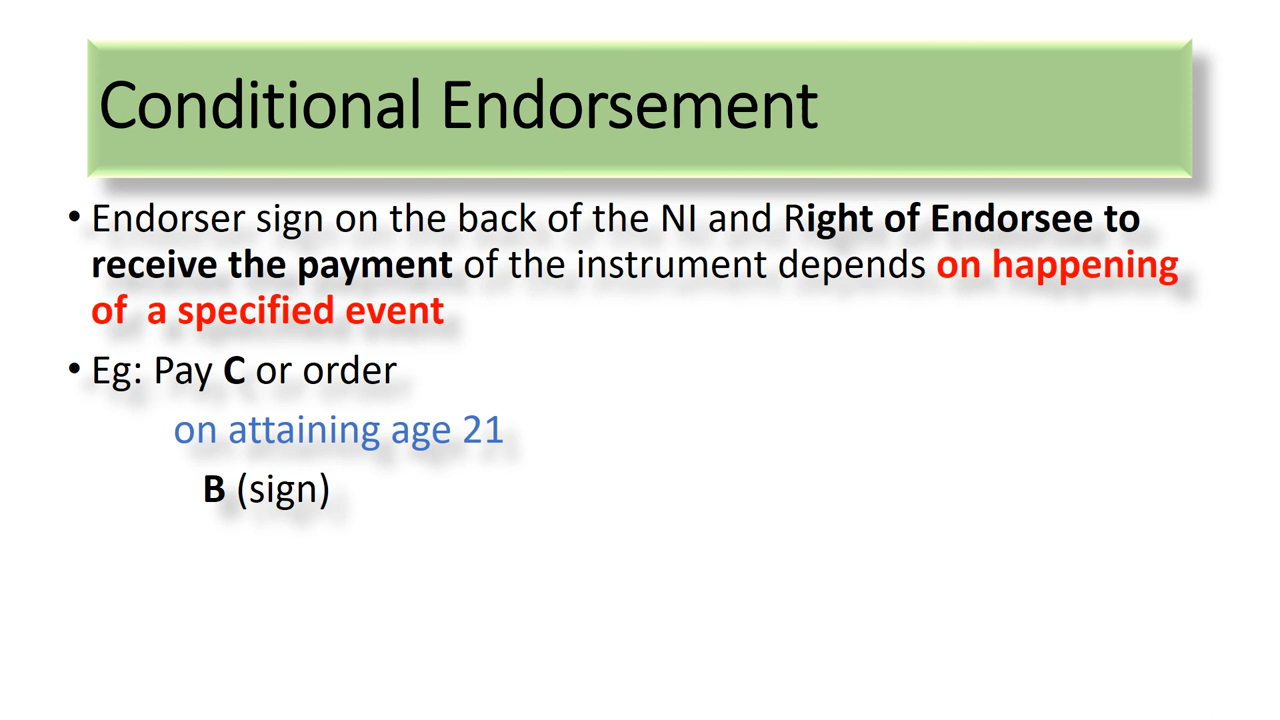 Conditional Endorsement
• Endorser sign on the back of the NI and Right of Endorsee to
receive the payment of the instrument depends on happening
of  a specified event
• Eg: Pay C or order
on attaining age 21
B (sign)